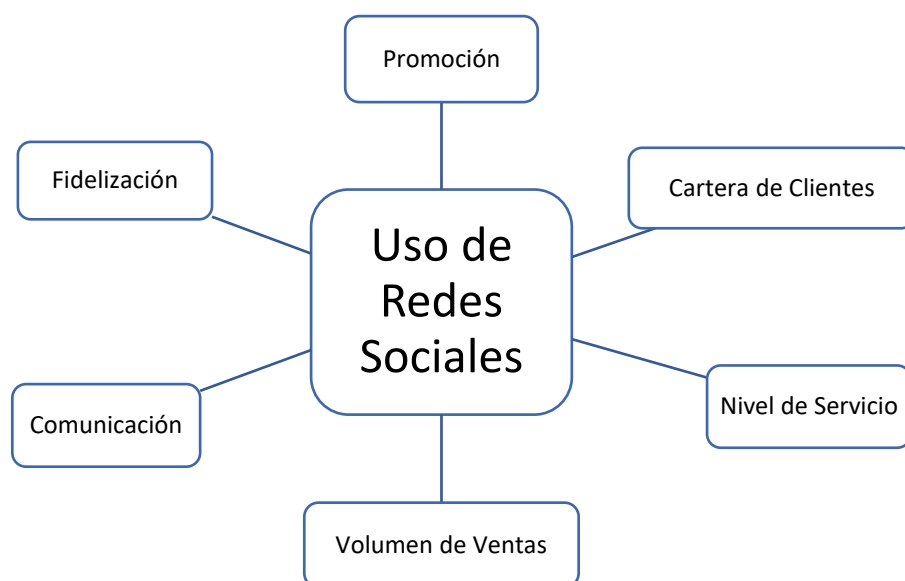 Promoción
Fidelización
Cartera de Clientes
Uso de
Redes
Sociales
Comunicación
Nivel de Servicio
Volumen de Ventas